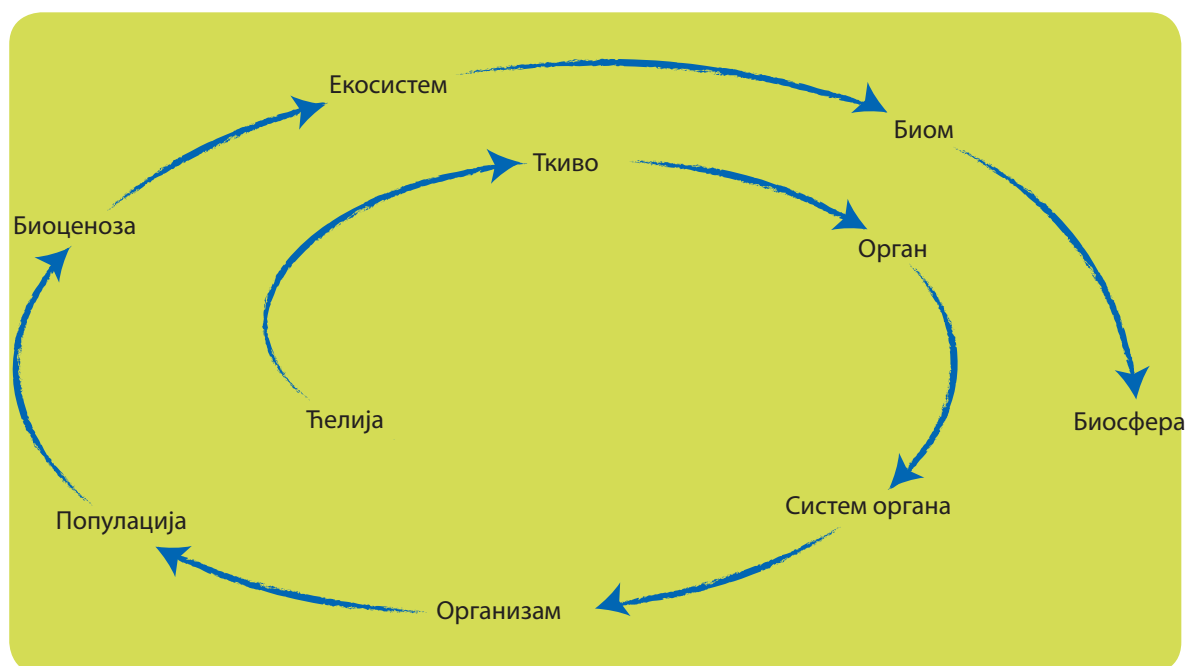 Екосистем
Биом
Ткиво
Биоценоза
Орган
Ћелија
Биосфера
Систем органа
Популација
Организам